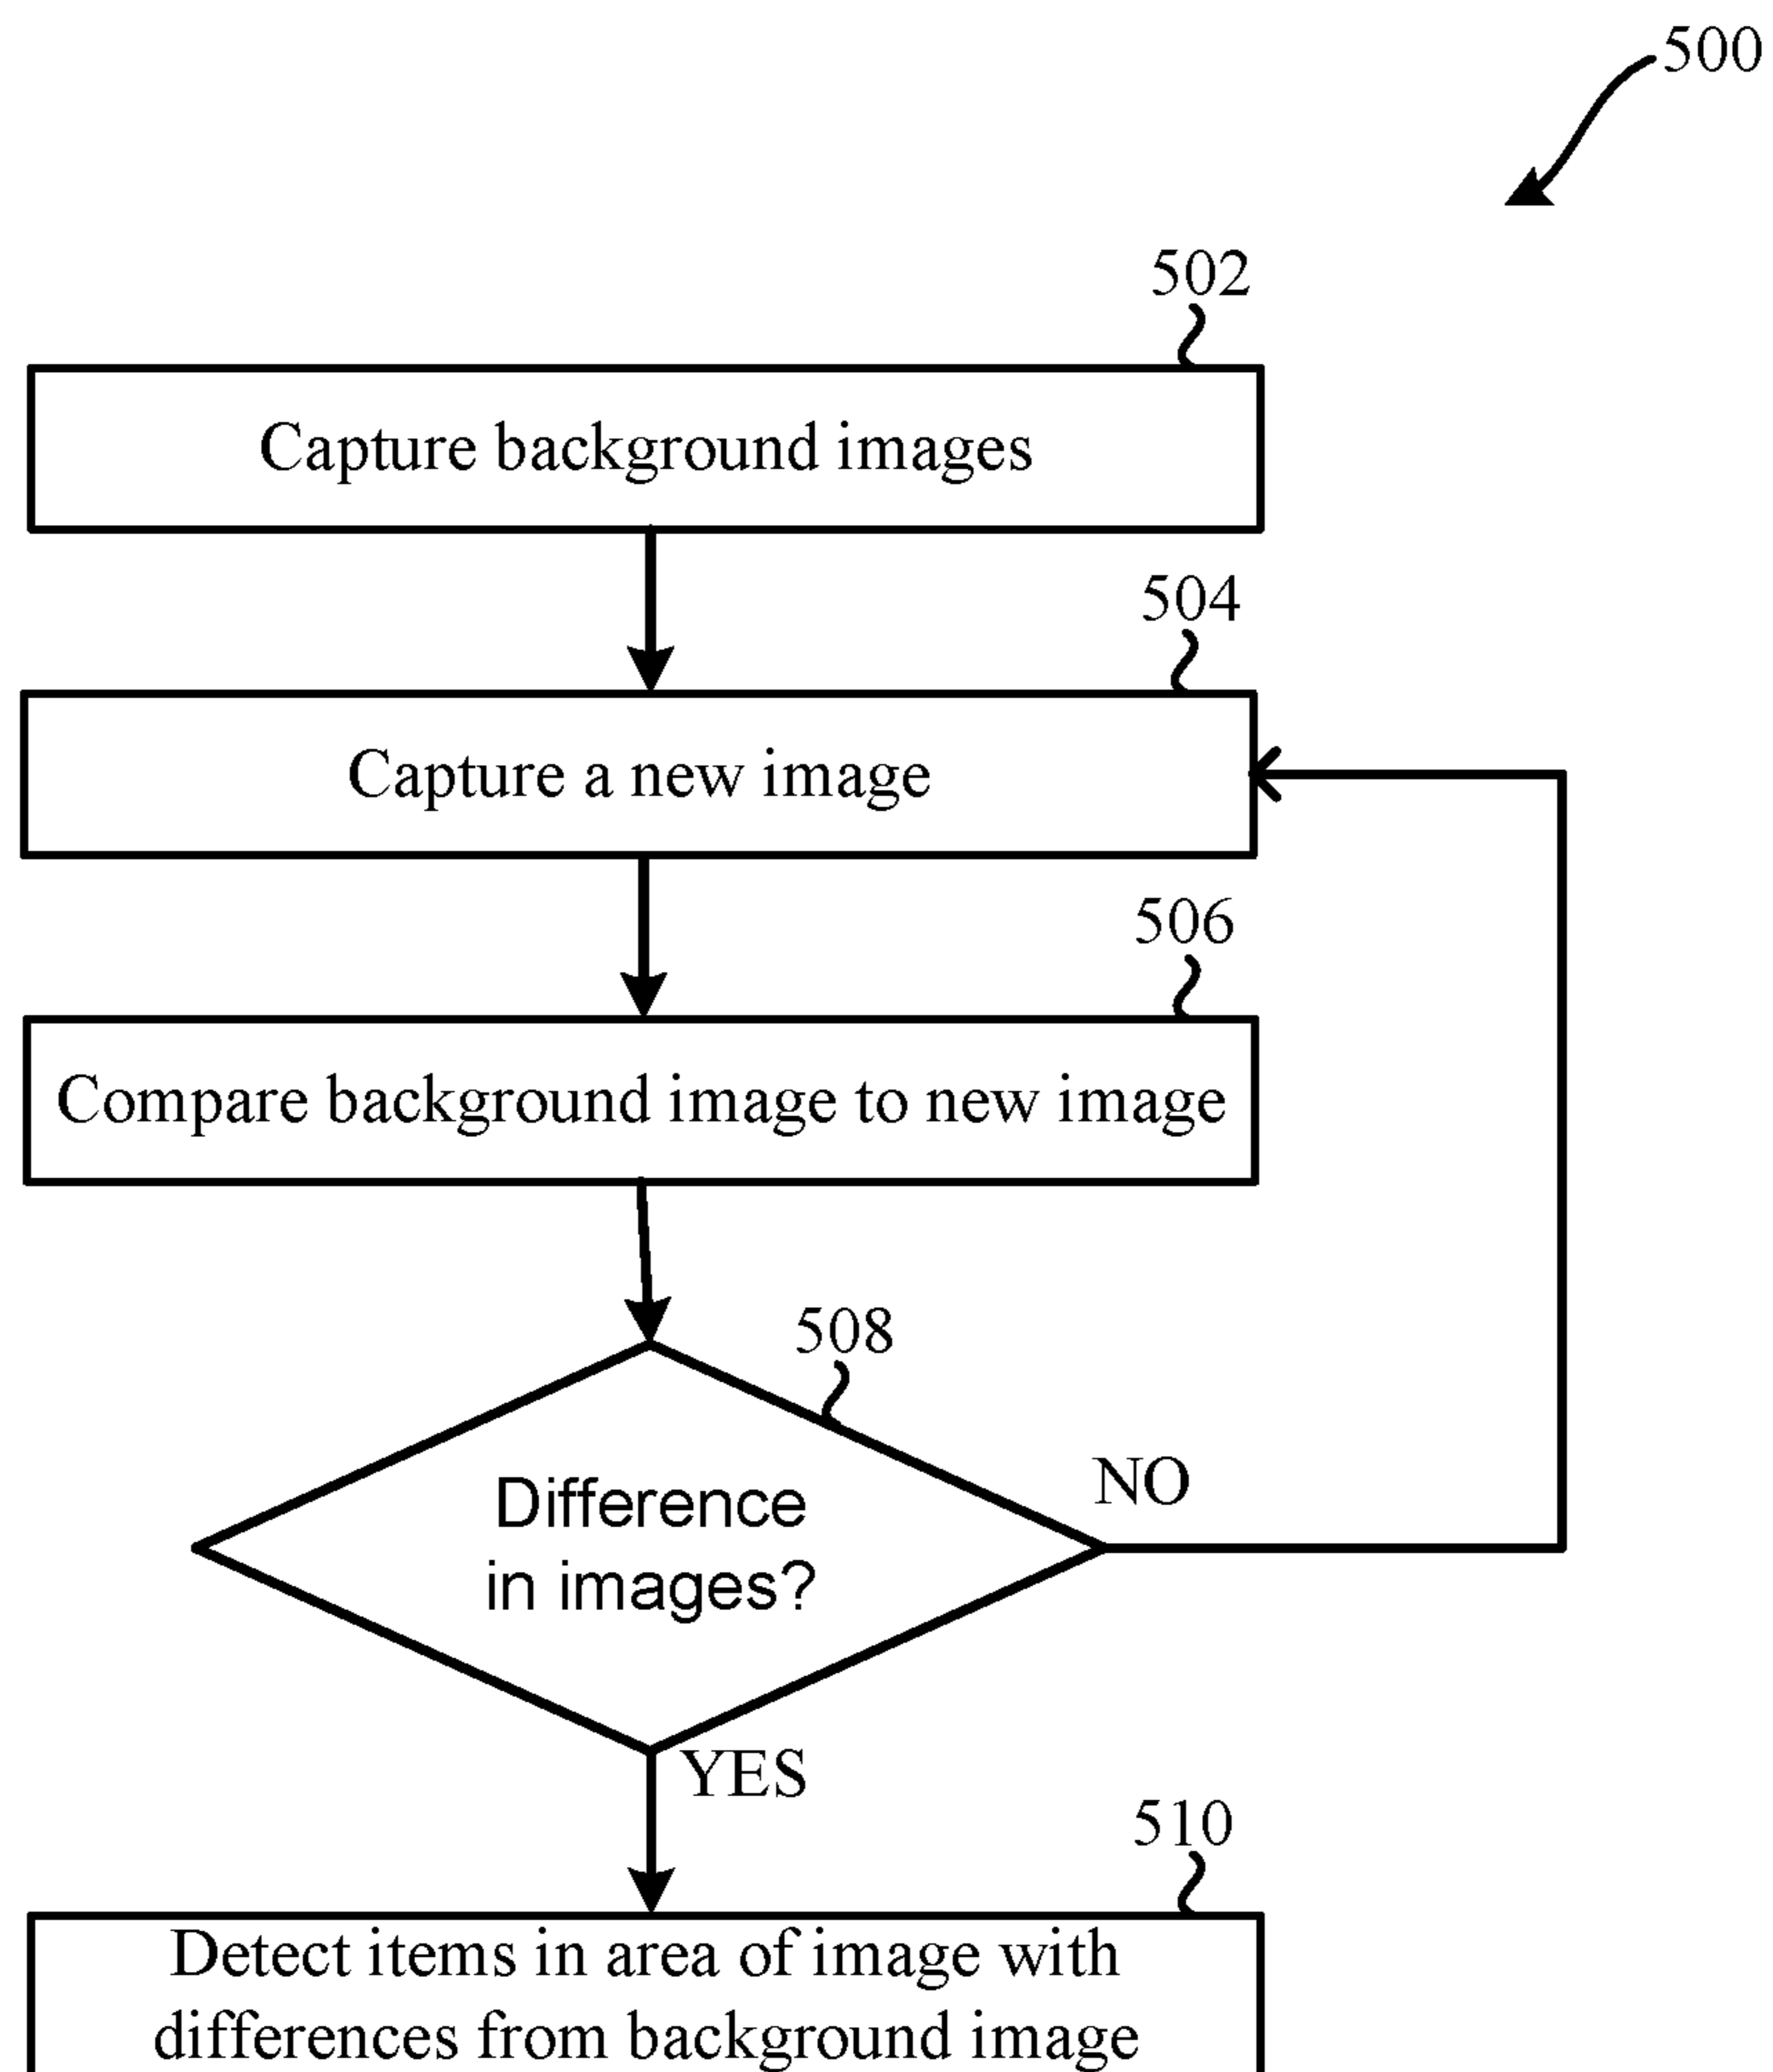 500
502
Capture background images
504
Capture a new image
506
Compare background image to new image
508
Difference
in images?
NO
YES
510
Detect items in area of image with
differences from background image